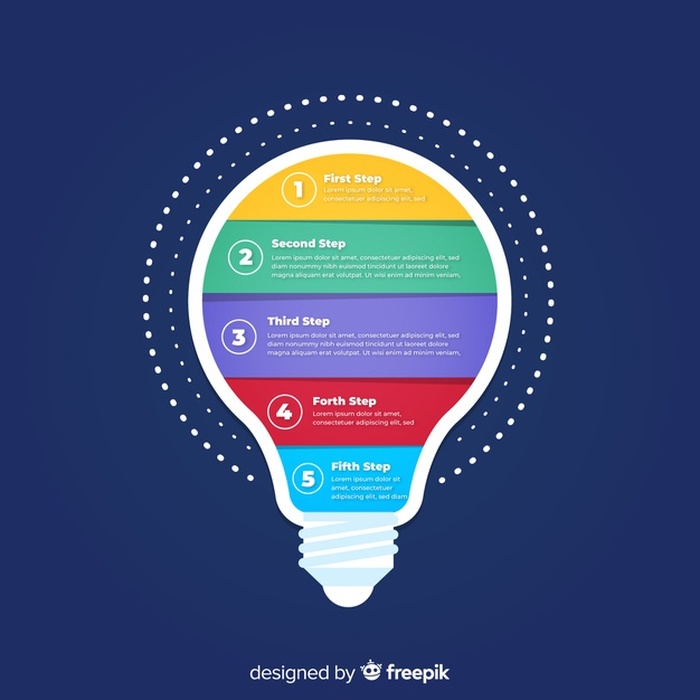 1
First Step
Lorem ipsum dolor sit amet,
consectetuer adipiscing elit, sed
2
Second Step
Lorem ipsum dolor sit amet, consectetuer adipiscing elit, sed
diam nonummy nibh euismod tincidunt ut laoreet dolore
magna aliquam erat volutpat. Ut wisi enim ad minim veniam,
3
Third Step
Lorem ipsum dolor sit amet, consectetuer adipiscing elit, sed
diam nonummy nibh euismod tincidunt ut laoreet dolore
magna aliquam erat volutpat. Ut wisi enim ad minim veniam,
4
Forth Step
Lorem ipsum dolor sit amet,
consectetuer adipiscing elit, sed
5
Fifth Step
Lorem ipsum dolor sit
amet, consectetuer
adipiscing elit, sed diam
designed by freepik